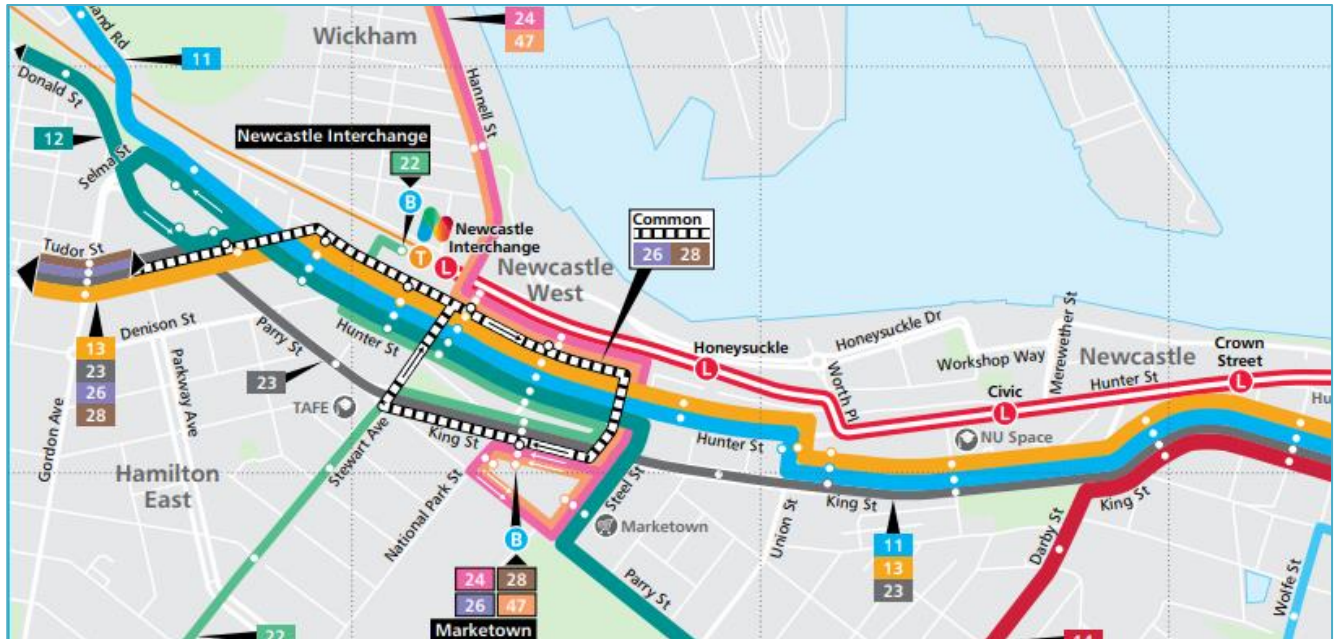 and Rd
11
Wickham
24
47
Donald St
Hannell St
12
Newcastle Interchange
22
B
Selma St
Newcastle
Interchange
T
L
Common
26 28
Tudor St
Newcastle
West
Denison St
Honeysuckle Dr
Merewether St
13
23
26
28
Parry St
Hunter St
Honeysuckle
L
Workshop Way
Newcastle
Crown
Street
L
Hunter St
Hu
Parkway Ave
23
TAFE
Worth Pl
Civic
L
Gordon Ave
Stewart Ave
King St
Hunter St
NU Space
Hamilton
East
National Park St
Steel St
Marketown
Union St
King St
King St
Darby St
B
24 28
26 47
Marketown
Parry St
11
13
23
Wolfe St
22